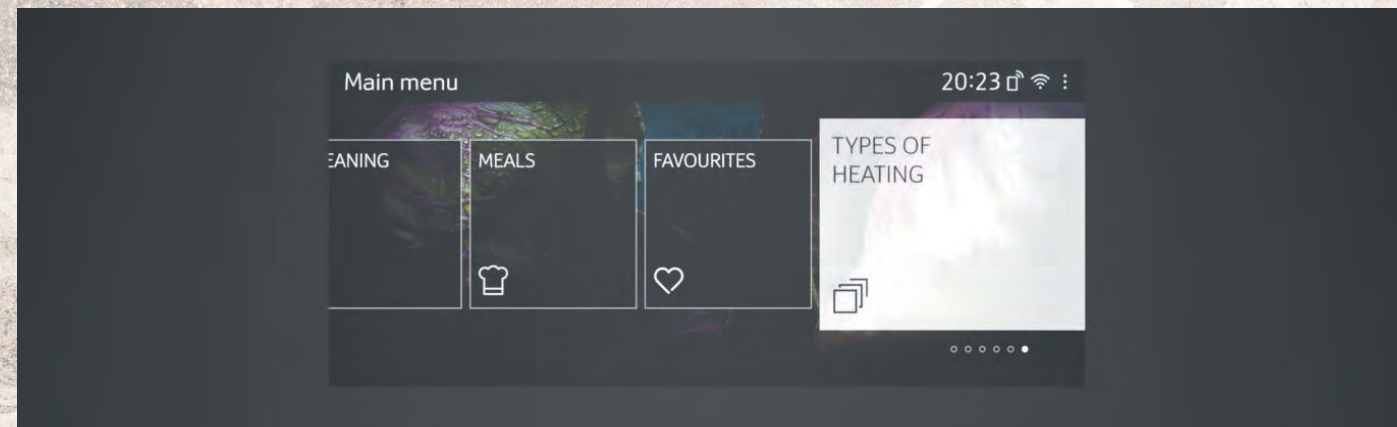 Main menu
20:23
EANING
MEALS
FAVOURITES
TYPES OF
HEATING